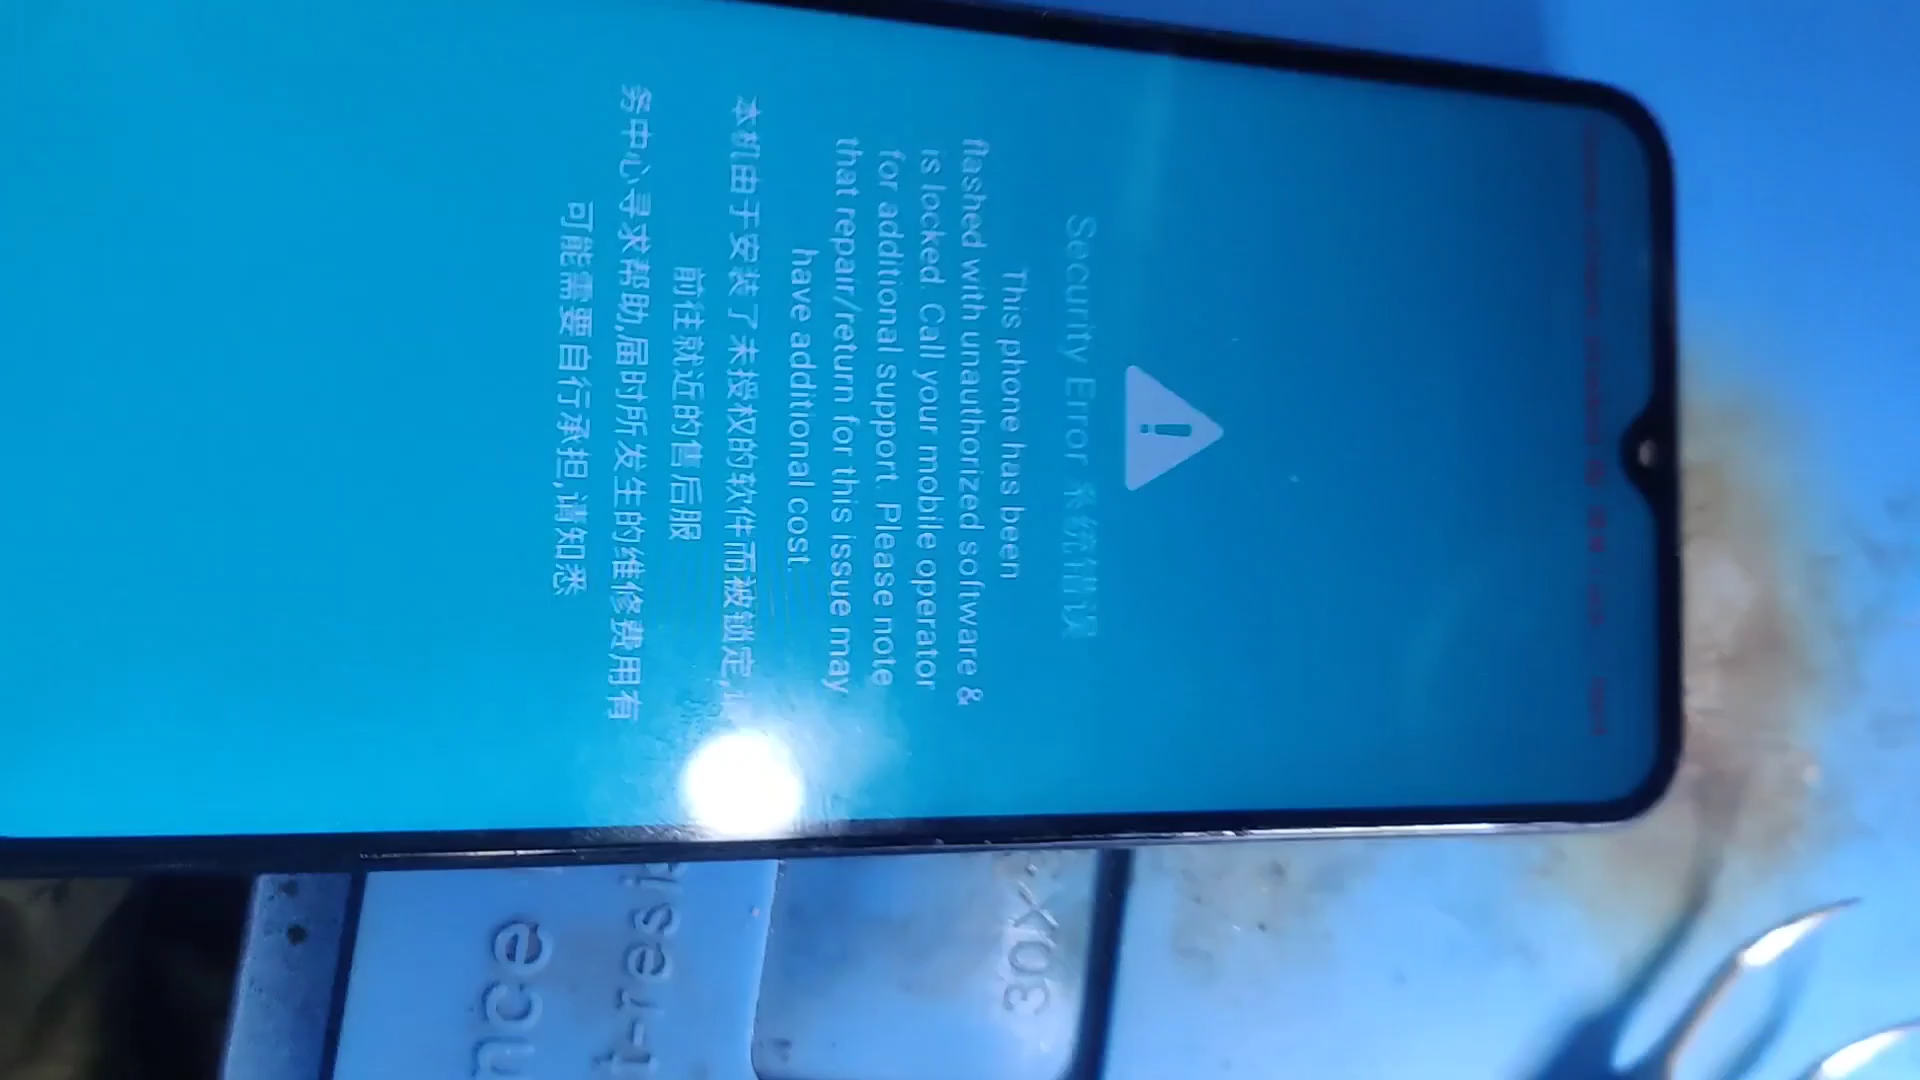 Security Error 系统错误
This phone has been
flashed with unauthorized software &
is locked. Call your mobile operator
for additional support. Please note
that repair/return for this issue may
have additional cost.
本机由于安装了未授权的软件而被锁定,
前往就近的售后服
务中心寻求帮助,届时所发生的维修费用有
可能需要自行承担,请知悉
nce
t-resi
30X